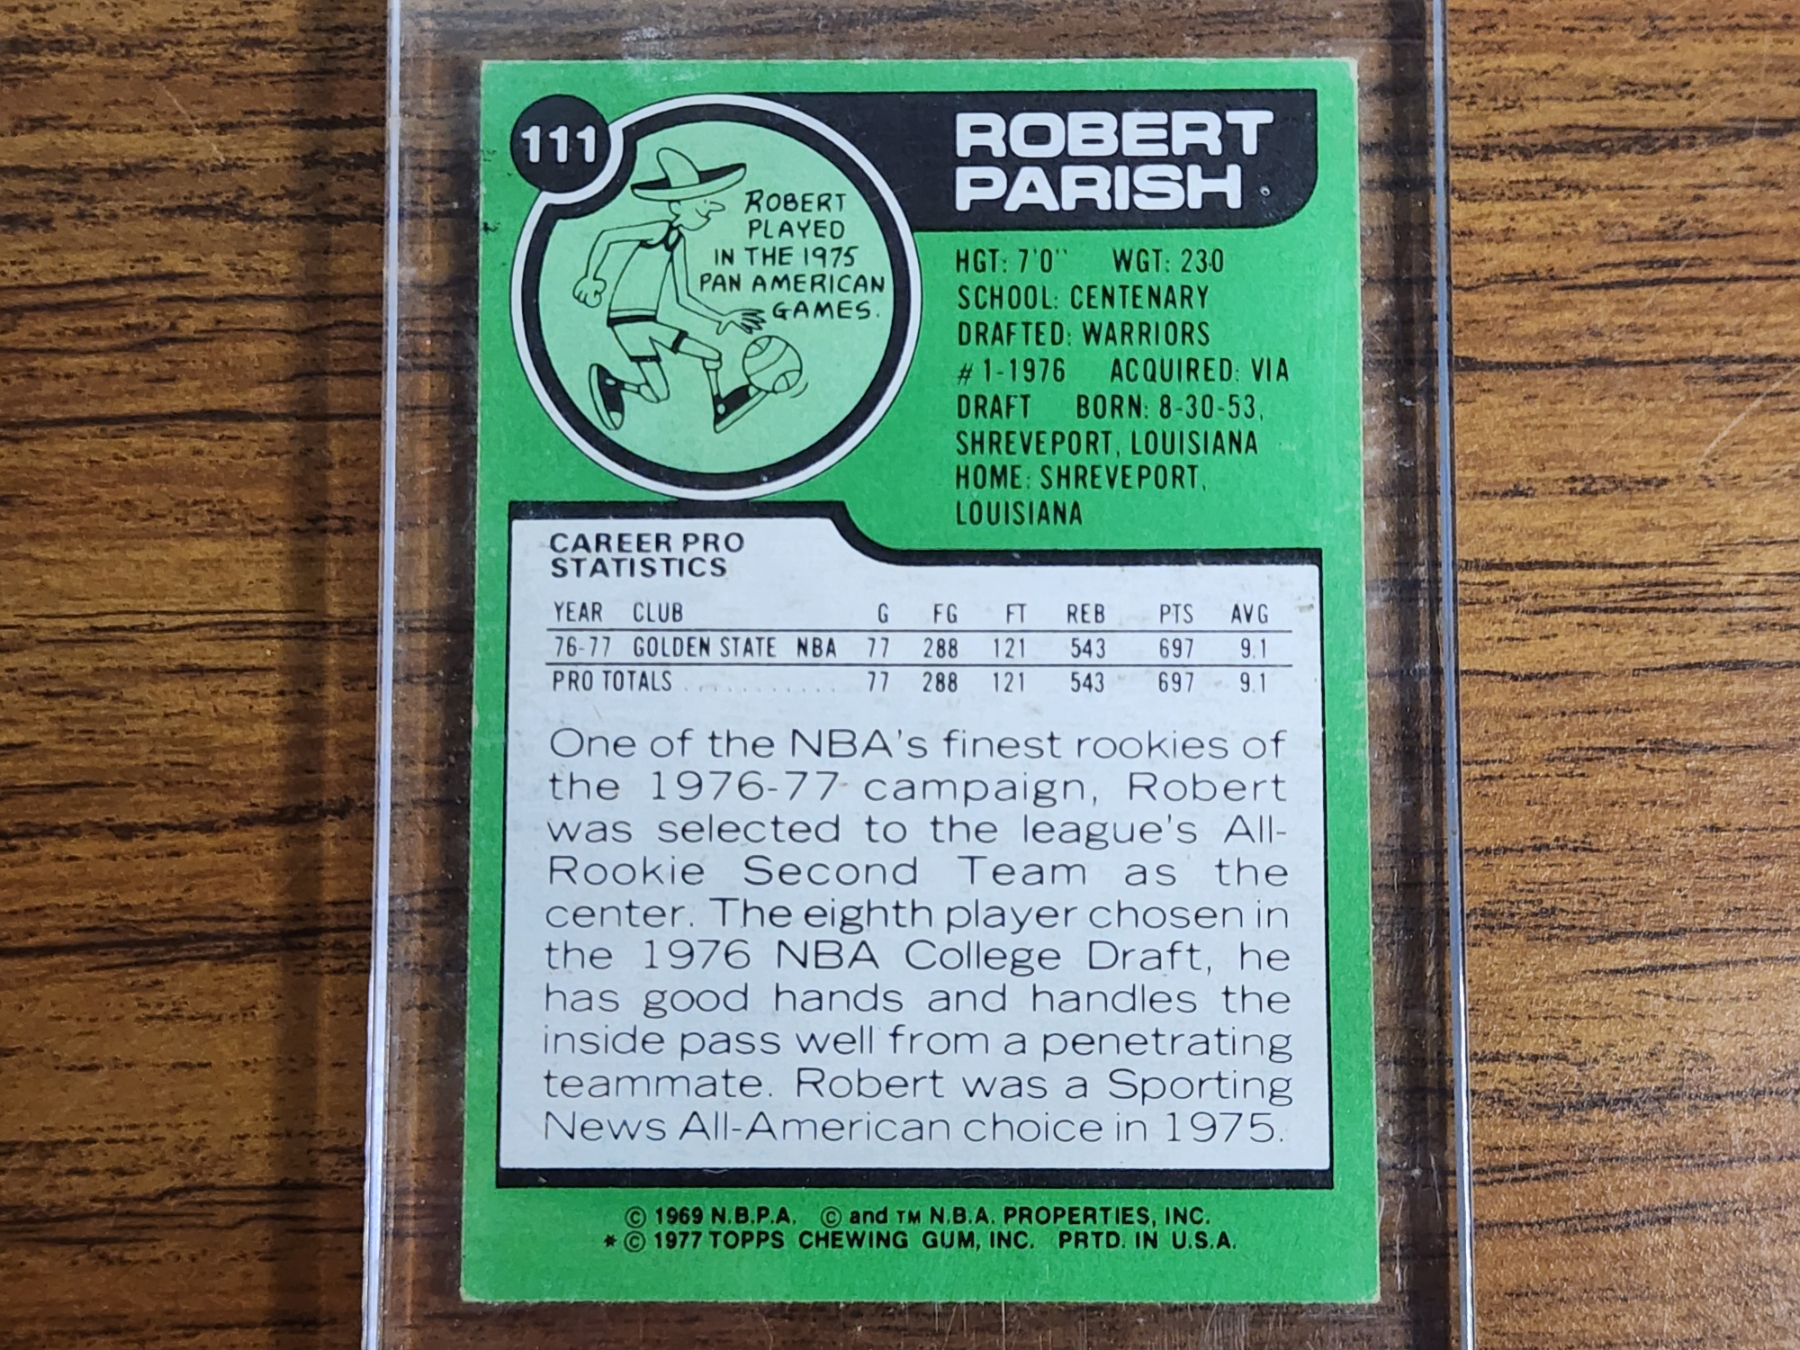 111
ROBERT
PARISH
ROBERT
PLAYED
IN THE 1975
PAN AMERICAN
GAMES.
HGT: 7'0" WGT: 230
SCHOOL: CENTENARY
DRAFTED: WARRIORS
#1-1976 ACQUIRED: VIA
DRAFT BORN: 8-30-53,
SHREVEPORT, LOUISIANA
HOME: SHREVEPORT,
LOUISIANA
CAREER PRO
STATISTICS
YEAR CLUB G FG FT REB PTS AVG
76-77 GOLDEN STATE NBA 77 288 121 543 697 9.1
PRO TOTALS ........... 77 288 121 543 697 9.1
One of the NBA's finest rookies of
the 1976-77 campaign, Robert
was selected to the league's All-
Rookie Second Team as the
center. The eighth player chosen in
the 1976 NBA College Draft, he
has good hands and handles the
inside pass well from a penetrating
teammate. Robert was a Sporting
News All-American choice in 1975.
© 1969 N.B.P.A. © and TM N.B.A. PROPERTIES, INC.
* © 1977 TOPPS CHEWING GUM, INC. PRTD. IN U.S.A.